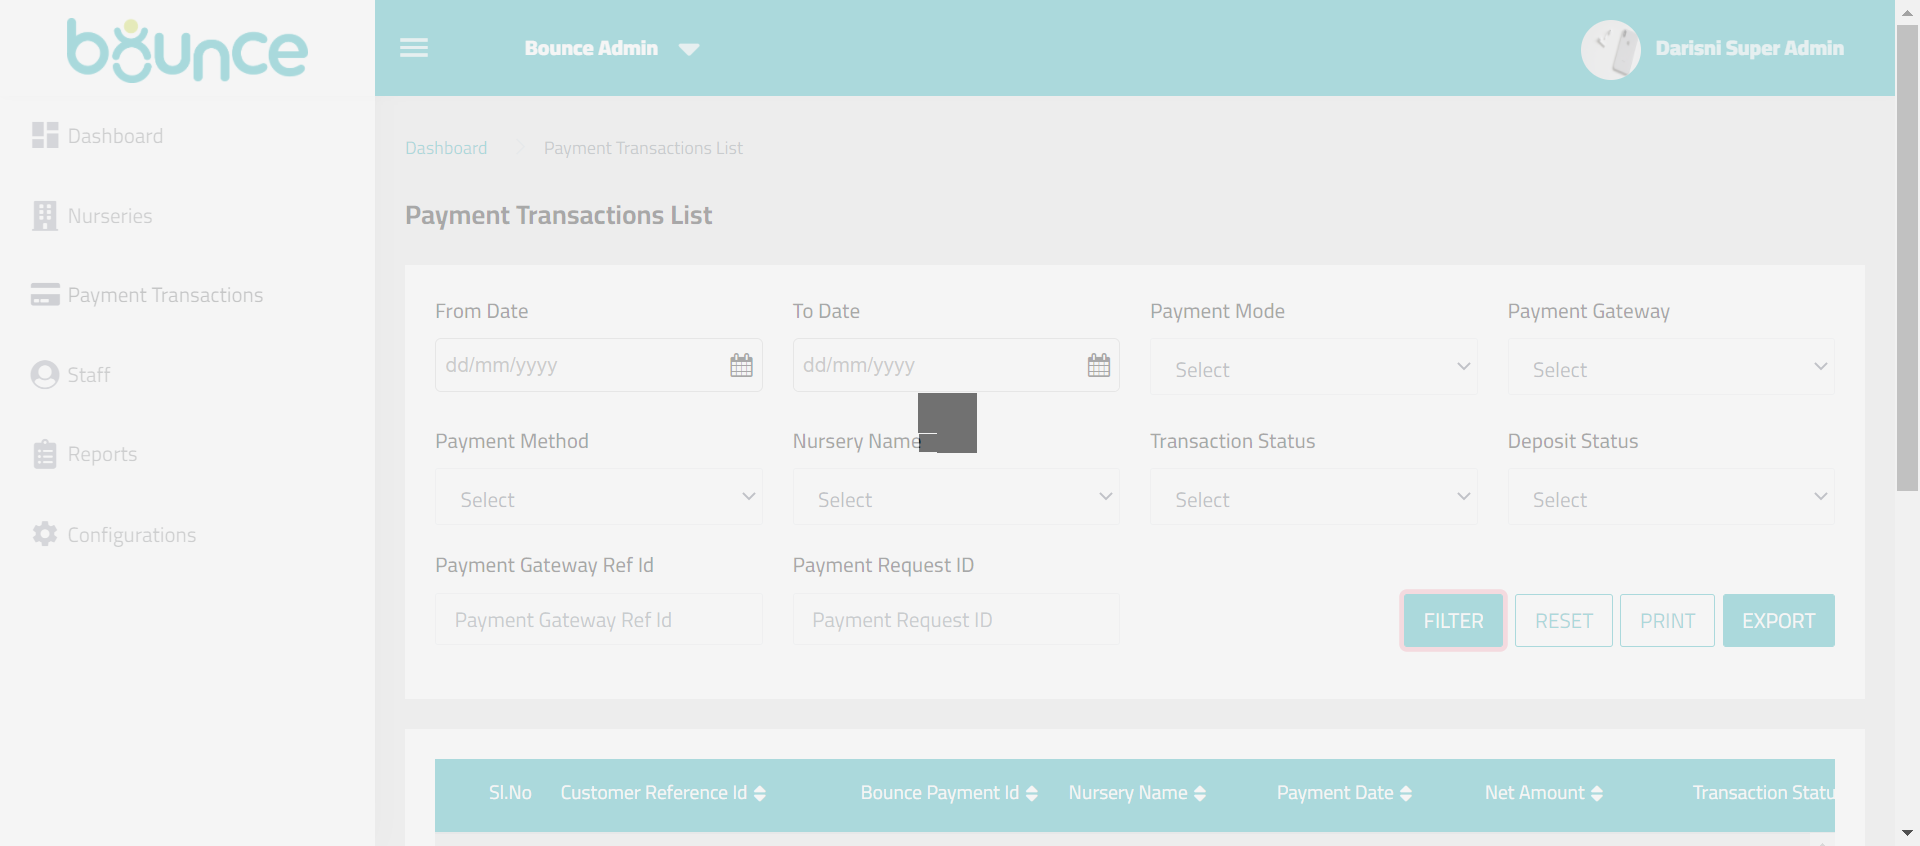 bounce
Bounce Admin
Darisni Super Admin
Dashboard
Nurseries
Payment Transactions
Staff
Reports
Configurations
Dashboard
Payment Transactions List
Payment Transactions List
From Date
To Date
Payment Mode
Payment Gateway
dd/mm/yyyy
dd/mm/yyyy
Select
Select
Payment Method
Nursery Name
Transaction Status
Deposit Status
Select
Select
Select
Select
Payment Gateway Ref Id
Payment Request ID
Payment Gateway Ref Id
Payment Request ID
FILTER
RESET
PRINT
EXPORT
Sl.No
Customer Reference Id
Bounce Payment Id
Nursery Name
Payment Date
Net Amount
Transaction Statu